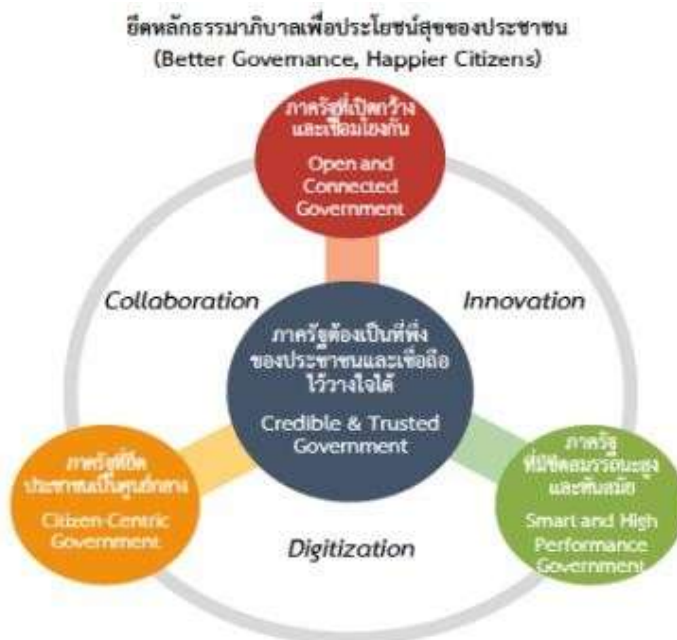 ยึดหลักธรรมาภิบาลเพื่อประโยชน์สุขของประชาชน
(Better Governance, Happier Citizens)
ภาครัฐที่เปิดกว้าง
และเชื่อมโยงกัน
Open and
Connected
Government
Collaboration
Innovation
ภาครัฐต้องเป็นที่พึ่ง
ของประชาชนและเชื่อถือ
ไว้วางใจได้
Credible & Trusted
Government
ภาครัฐที่ยึด
ประชาชนเป็นศูนย์กลาง
Citizen-Centric
Government
Digitization
ภาครัฐ
ที่มีขีดสมรรถนะสูง
และทันสมัย
Smart and High
Performance
Government